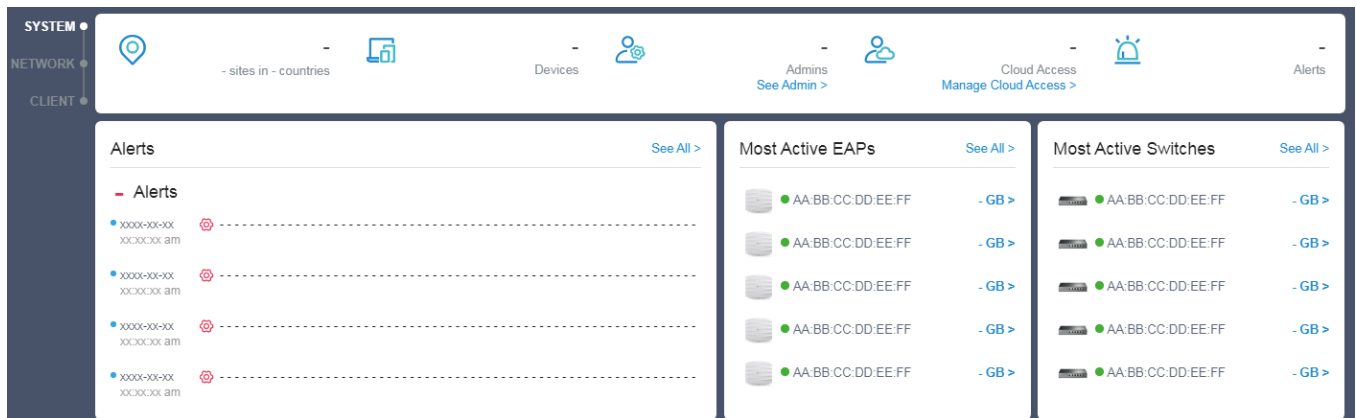 SYSTEM
NETWORK
CLIENT
-
- sites in - countries
-
Devices
-
Admins
See Admin >
-
Cloud Access
Manage Cloud Access >
-
Alerts
Alerts
See All >
- Alerts
xxxx-xx-xx
xx:xx:xx am
xxxx-xx-xx
xx:xx:xx am
xxxx-xx-xx
xx:xx:xx am
xxxx-xx-xx
xx:xx:xx am
Most Active EAPs
See All >
AA:BB:CC:DD:EE:FF - GB >
AA:BB:CC:DD:EE:FF - GB >
AA:BB:CC:DD:EE:FF - GB >
AA:BB:CC:DD:EE:FF - GB >
AA:BB:CC:DD:EE:FF - GB >
Most Active Switches
See All >
AA:BB:CC:DD:EE:FF - GB >
AA:BB:CC:DD:EE:FF - GB >
AA:BB:CC:DD:EE:FF - GB >
AA:BB:CC:DD:EE:FF - GB >
AA:BB:CC:DD:EE:FF - GB >